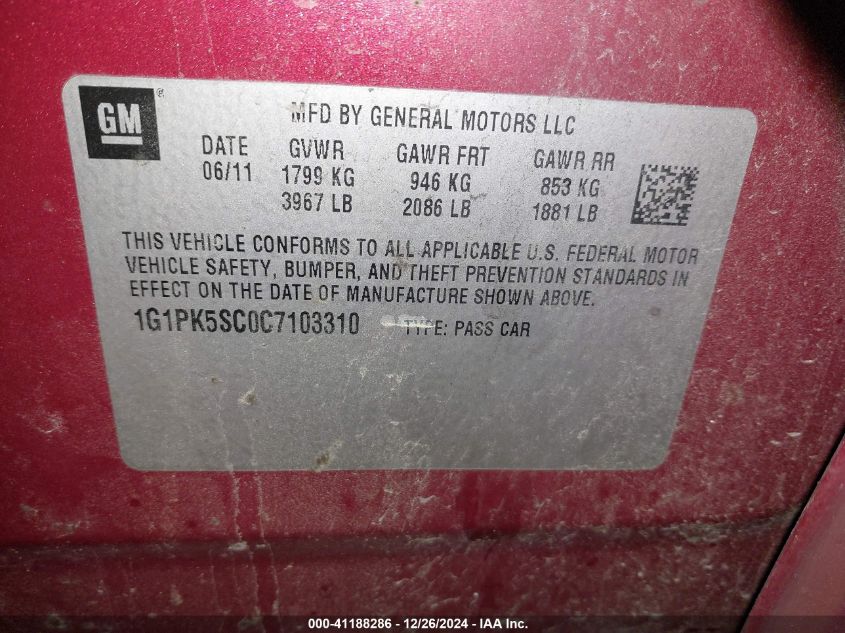 GM ®
MFD BY GENERAL MOTORS LLC
DATE GVWR GAWR FRT GAWR RR
06/11 1799 KG 946 KG 853 KG
3967 LB 2086 LB 1881 LB
THIS VEHICLE CONFORMS TO ALL APPLICABLE U.S. FEDERAL MOTOR
VEHICLE SAFETY, BUMPER, AND THEFT PREVENTION STANDARDS IN
EFFECT ON THE DATE OF MANUFACTURE SHOWN ABOVE.
1G1PK5SC0C7103310 TYPE: PASS CAR
000-41188286 - 12/26/2024 - IAA Inc.